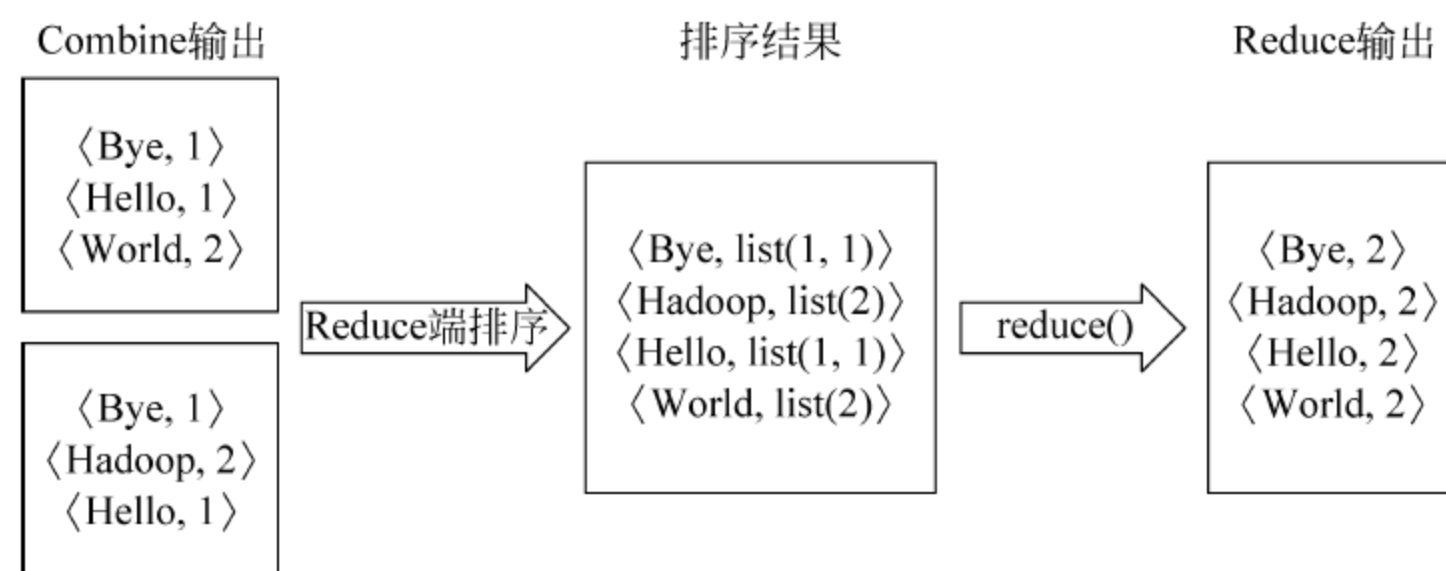 Combine输出
〈Bye, 1〉
〈Hello, 1〉
〈World, 2〉
〈Bye, 1〉
〈Hadoop, 2〉
〈Hello, 1〉
Reduce端排序
排序结果
〈Bye, list(1, 1)〉
〈Hadoop, list(2)〉
〈Hello, list(1, 1)〉
〈World, list(2)〉
reduce()
Reduce输出
〈Bye, 2〉
〈Hadoop, 2〉
〈Hello, 2〉
〈World, 2〉